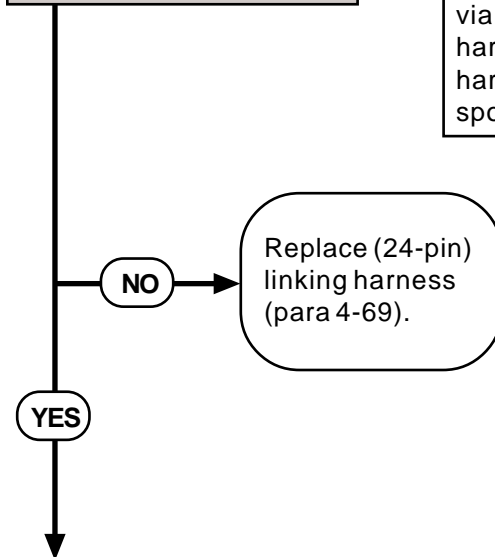 via
har
har
spo
NO
Replace (24-pin)
linking harness
(para 4-69).
YES